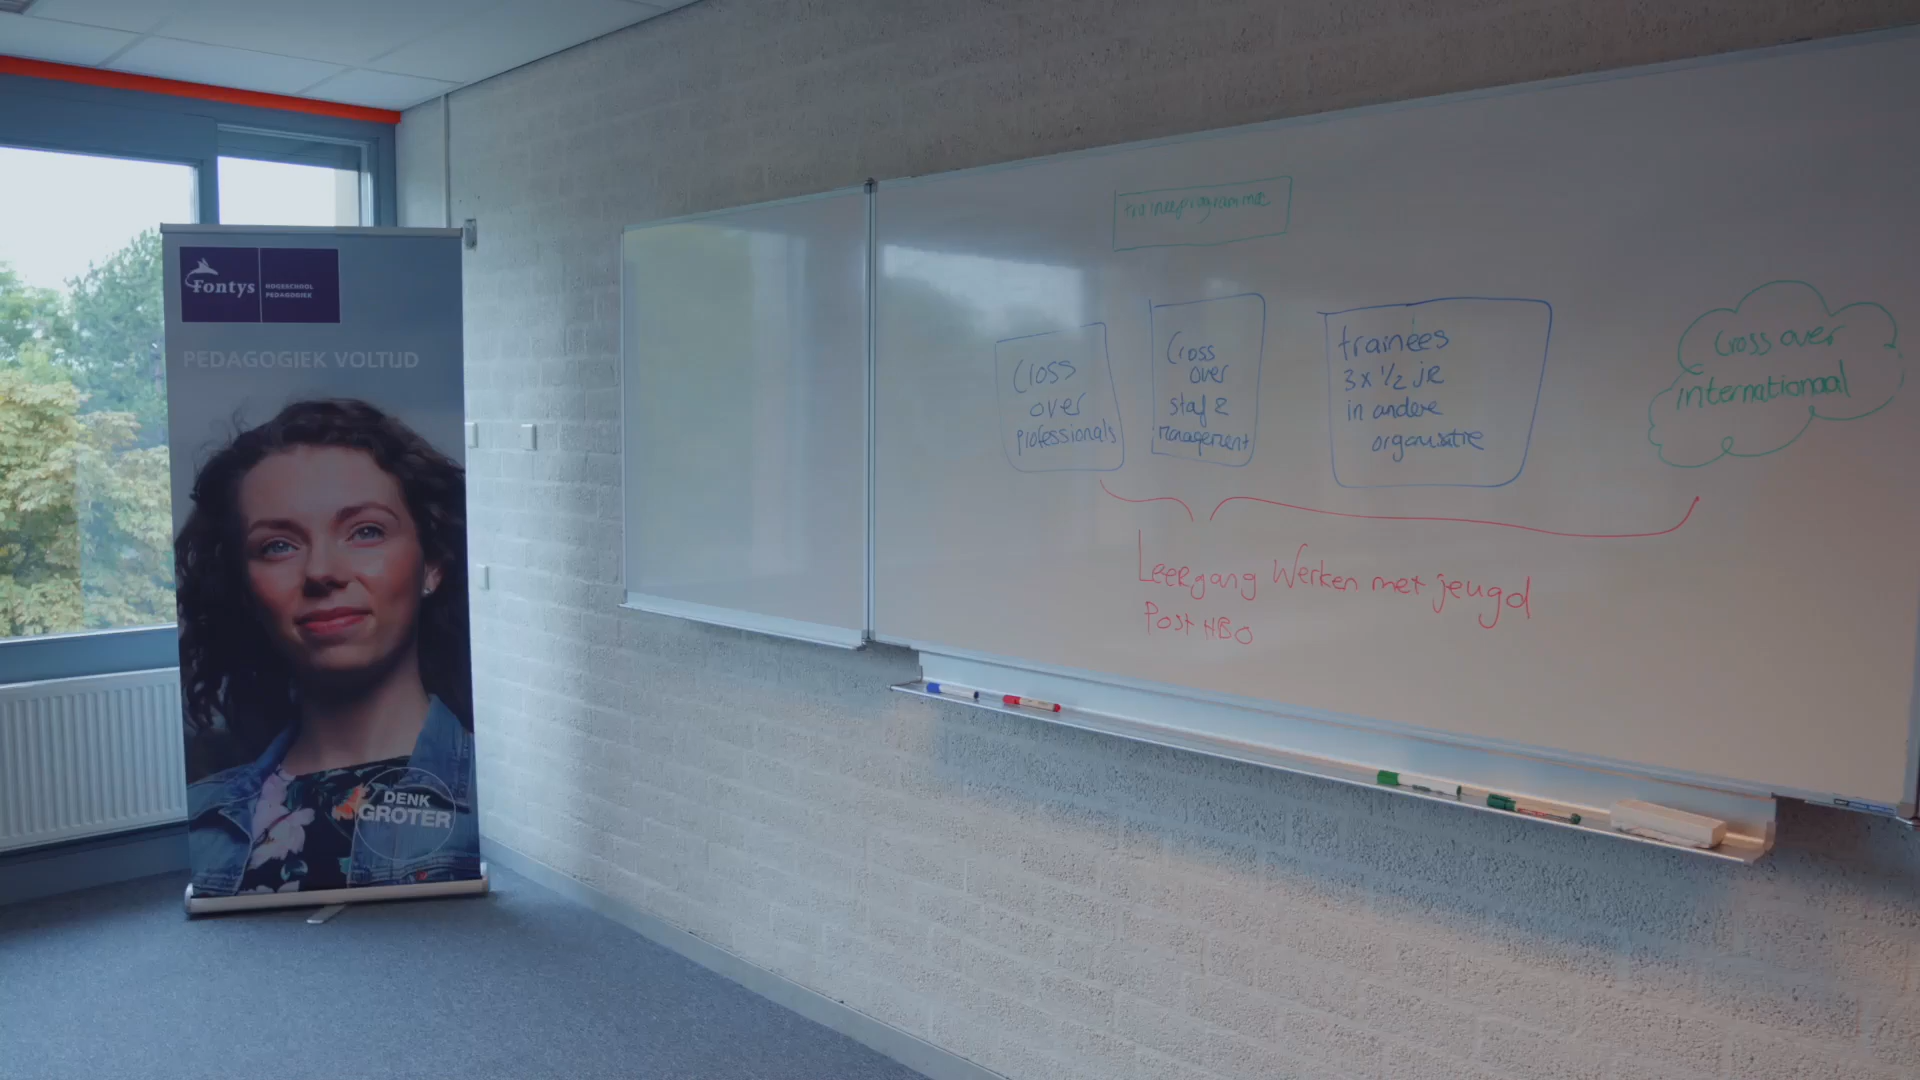 Fontys
HOGESCHOOL
PEDAGOGIEK
PEDAGOGIEK VOLTIJD
DENK
GROTER
traineeprogramma
Cross
over
professionals
Cross
over
staf &
management
trainees
3 x 1/2 jr
in andere
organisatie
Cross over
internationaal
Leergang Werken met jeugd
Post HBO